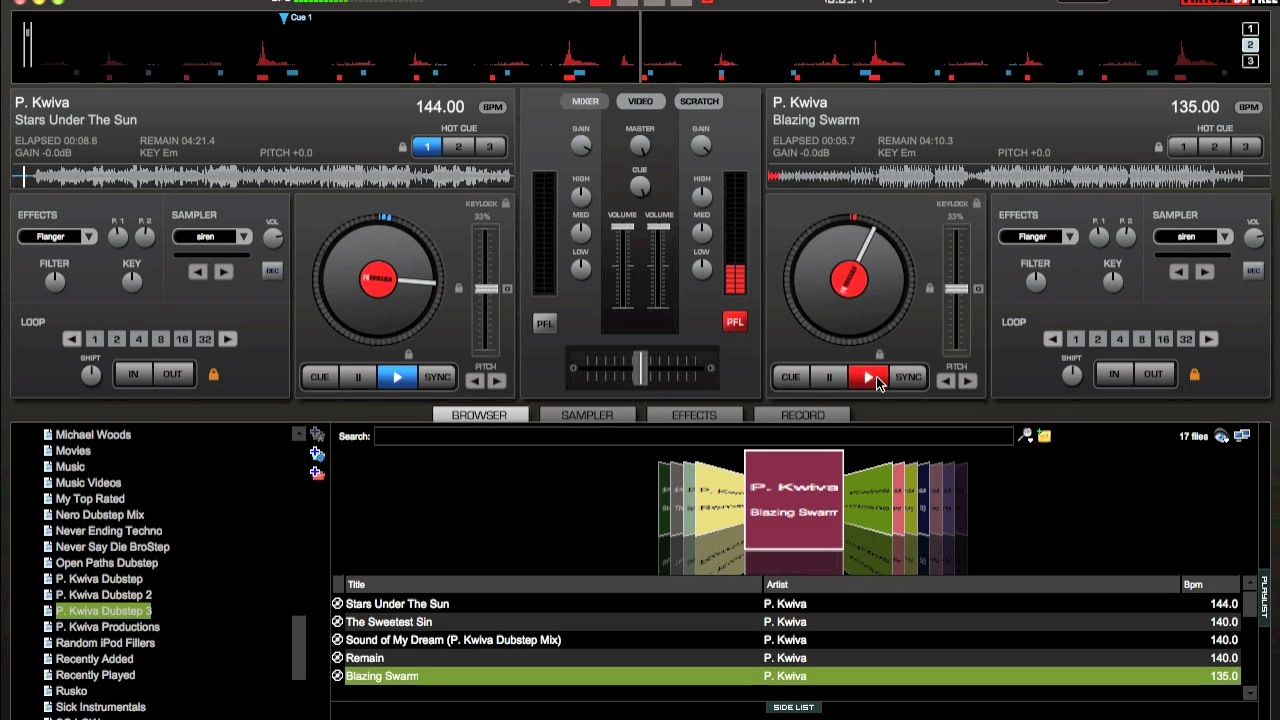 Cue 1
1
2
3
P. Kwiva
144.00 BPM
Stars Under The Sun
HOT CUE
ELAPSED 00:08.6 REMAIN 04:21.4
1 2 3
GAIN -0.0dB KEY Em PITCH +0.0
MIXER VIDEO SCRATCH
GAIN MASTER GAIN
CUE
HIGH HIGH
MED VOLUME VOLUME MED
LOW LOW
PFL PFL
P. Kwiva
135.00 BPM
Blazing Swarm
HOT CUE
ELAPSED 00:05.7 REMAIN 04:10.3
1 2 3
GAIN -0.0dB KEY Em PITCH +0.0
EFFECTS P. 1 P. 2 SAMPLER VOL
Flanger siren
FILTER KEY REC
LOOP
1 2 4 8 16 32
SHIFT IN OUT
KEYLOCK
33%
CUE SYNC
PITCH
KEYLOCK
33%
CUE SYNC
PITCH
EFFECTS P. 1 P. 2 SAMPLER VOL
Flanger siren
FILTER KEY REC
LOOP
1 2 4 8 16 32
SHIFT IN OUT
BROWSER SAMPLER EFFECTS RECORD
Michael Woods
Movies
Music
Music Videos
My Top Rated
Nero Dubstep Mix
Never Ending Techno
Never Say Die BroStep
Open Paths Dubstep
P. Kwiva Dubstep
P. Kwiva Dubstep 2
P. Kwiva Dubstep 3
P. Kwiva Productions
Random iPod Fillers
Recently Added
Recently Played
Rusko
Sick Instrumentals
Search:
17 files
P. Kwiva
Blazing Swarm
Title Artist Bpm
Stars Under The Sun P. Kwiva 144.0
The Sweetest Sin P. Kwiva 140.0
Sound of My Dream (P. Kwiva Dubstep Mix) P. Kwiva 140.0
Remain P. Kwiva 140.0
Blazing Swarm P. Kwiva 135.0
PLAYLIST
SIDE LIST